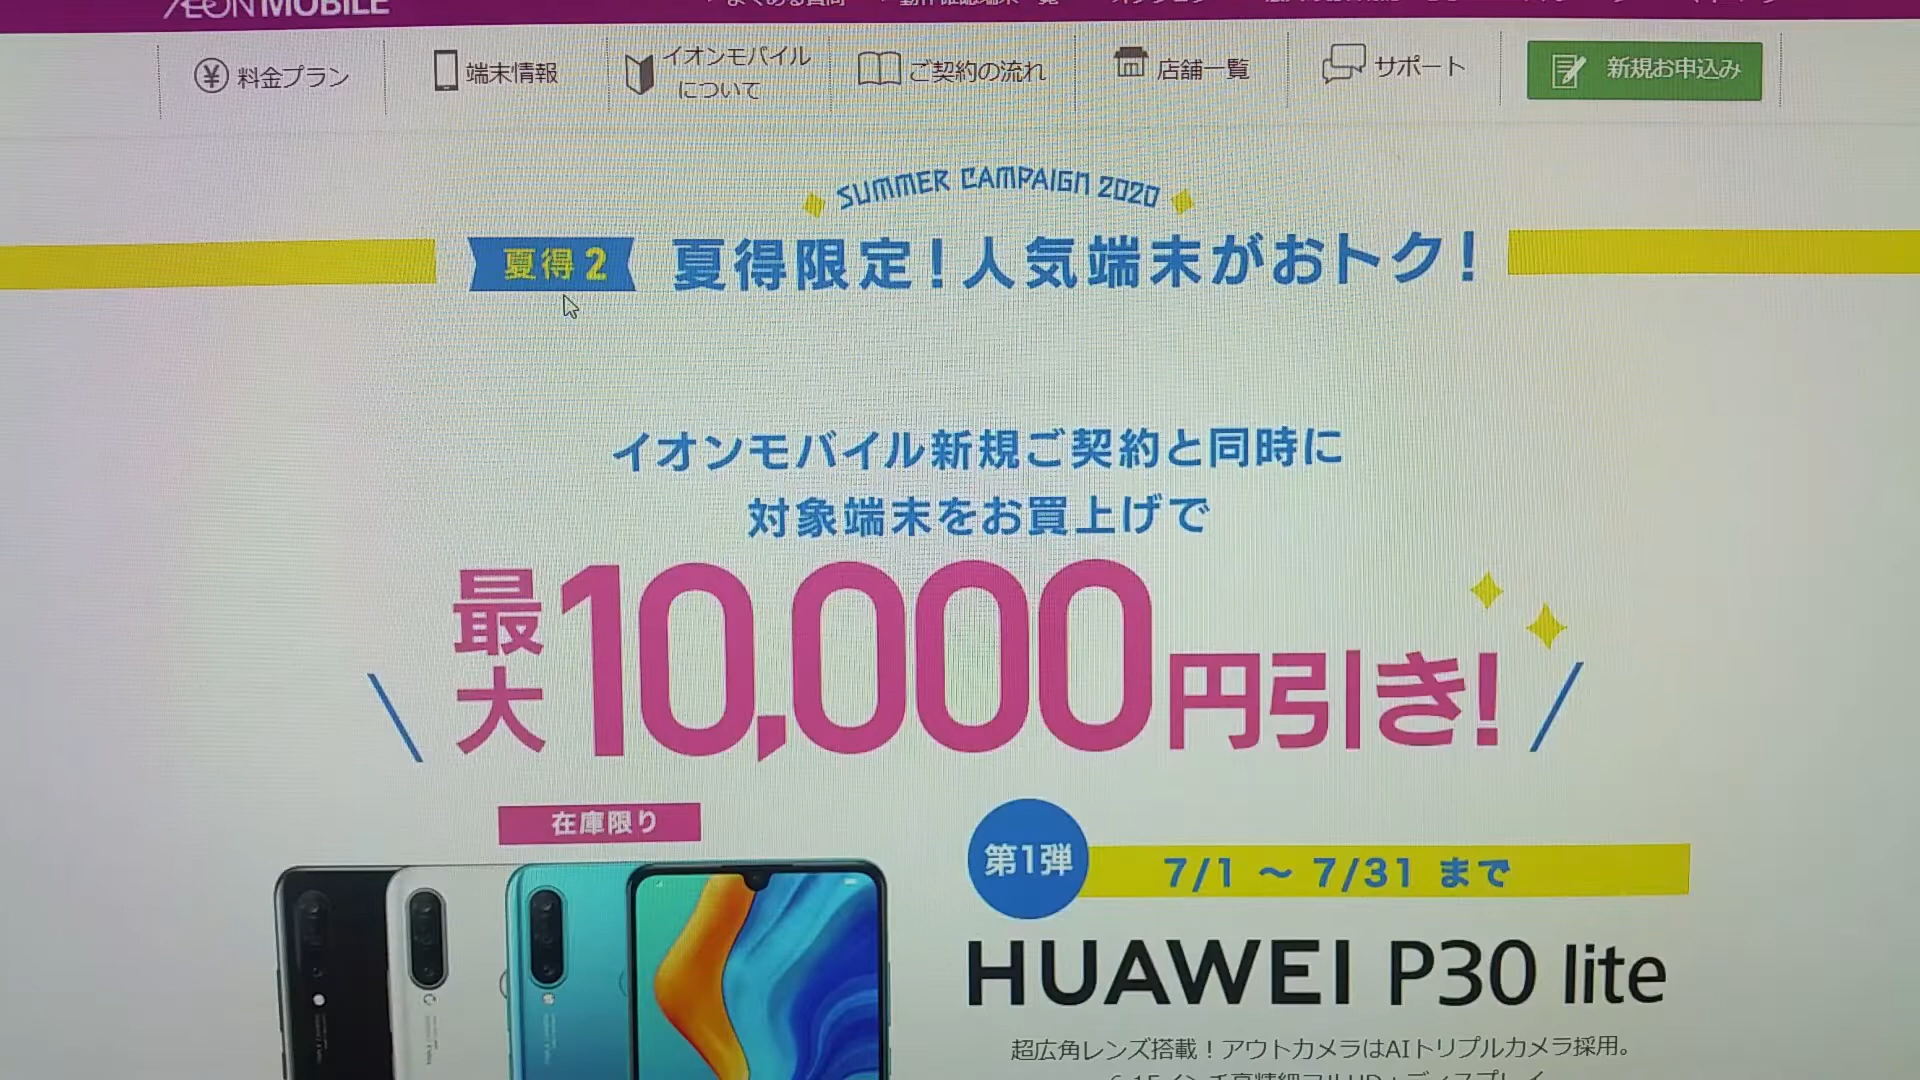 AEON MOBILE
料金プラン
端末情報
イオンモバイル
について
ご契約の流れ
店舗一覧
サポート
新規お申込み
SUMMER CAMPAIGN 2020
夏得2
夏得限定!人気端末がおトク!
イオンモバイル新規ご契約と同時に
対象端末をお買上げで
最大10,000円引き!
在庫限り
第1弾
7/1 ～ 7/31 まで
HUAWEI P30 lite
超広角レンズ搭載！アウトカメラはAIトリプルカメラ採用。